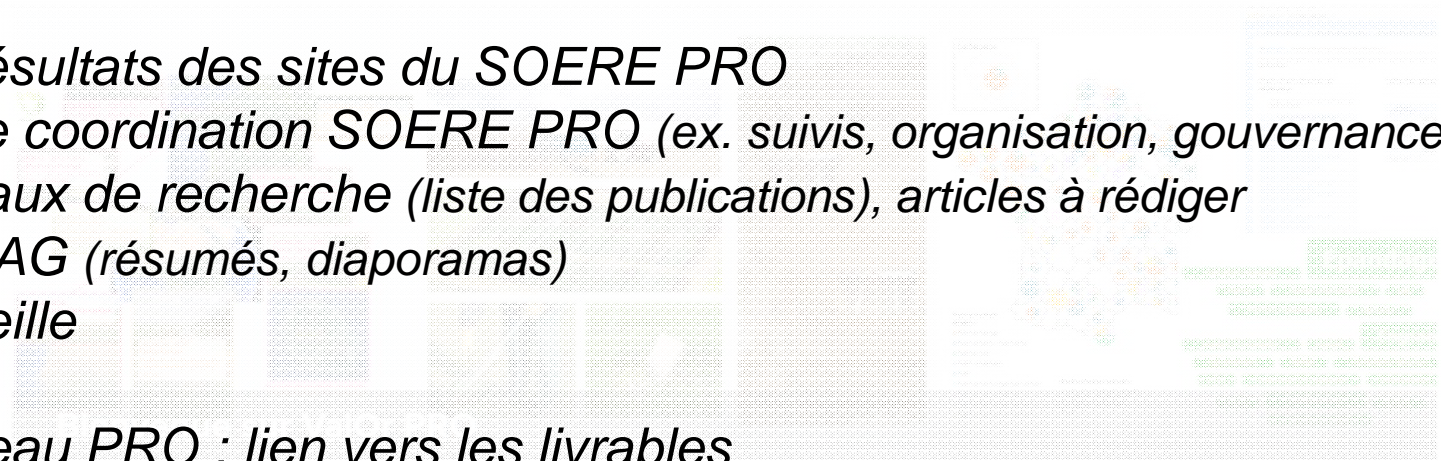 ésultats des sites du SOERE PRO
e coordination SOERE PRO (ex. suivis, organisation, gouvernance
aux de recherche (liste des publications), articles à rédiger
AG (résumés, diaporamas)
eille
eau PRO : lien vers les livrables